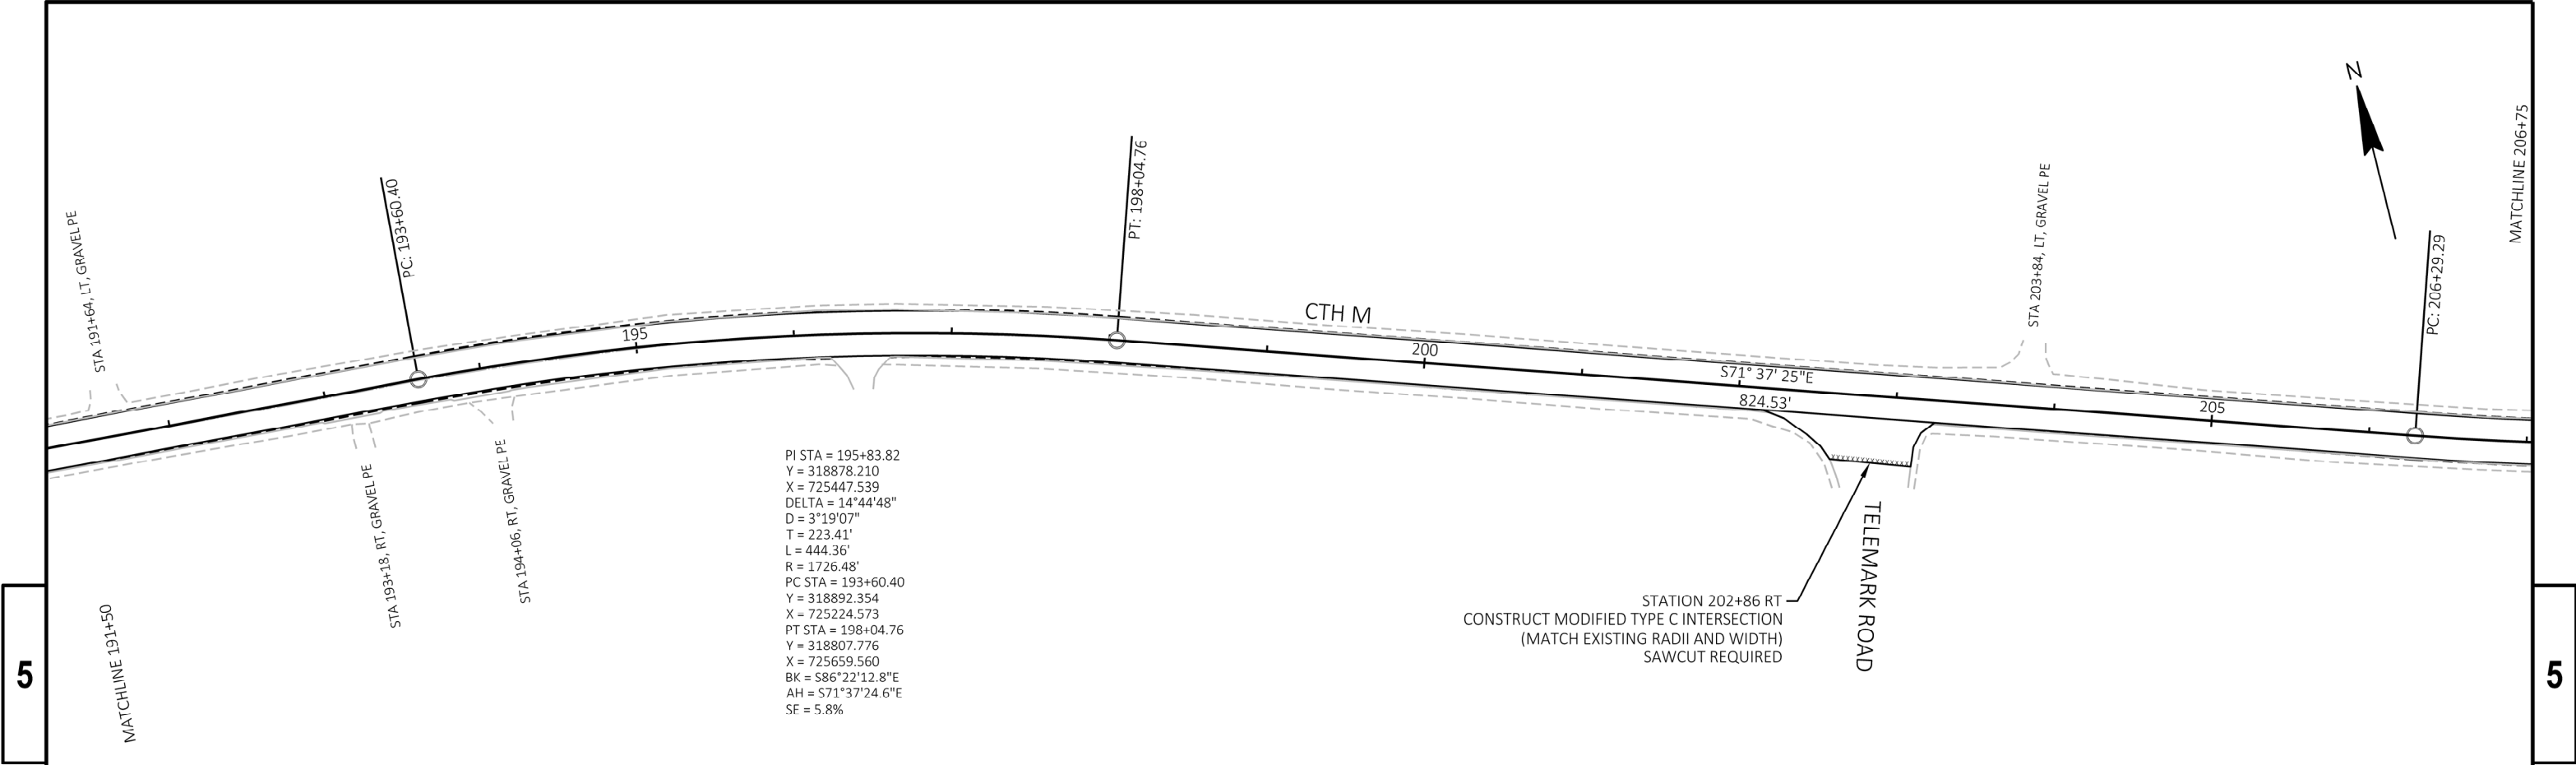 N
MATCHLINE 206+75
PT: 198+04.76
STA 203+84, LT, GRAVEL PE
PC: 193+60.40
STA 191+64, LT, GRAVEL PE
PC: 206+29.29
CTH M
195
200
S71° 37' 25"E
824.53'
205
STA 193+18, RT, GRAVEL PE
STA 194+06, RT, GRAVEL PE
MATCHLINE 191+50
PI STA = 195+83.82
Y = 318878.210
X = 725447.539
DELTA = 14°44'48"
D = 3°19'07"
T = 223.41'
L = 444.36'
R = 1726.48'
PC STA = 193+60.40
Y = 318892.354
X = 725224.573
PT STA = 198+04.76
Y = 318807.776
X = 725659.560
BK = S86°22'12.8"E
AH = S71°37'24.6"E
SE = 5.8%
TELEMARK ROAD
STATION 202+86 RT
CONSTRUCT MODIFIED TYPE C INTERSECTION
(MATCH EXISTING RADII AND WIDTH)
SAWCUT REQUIRED
5
5